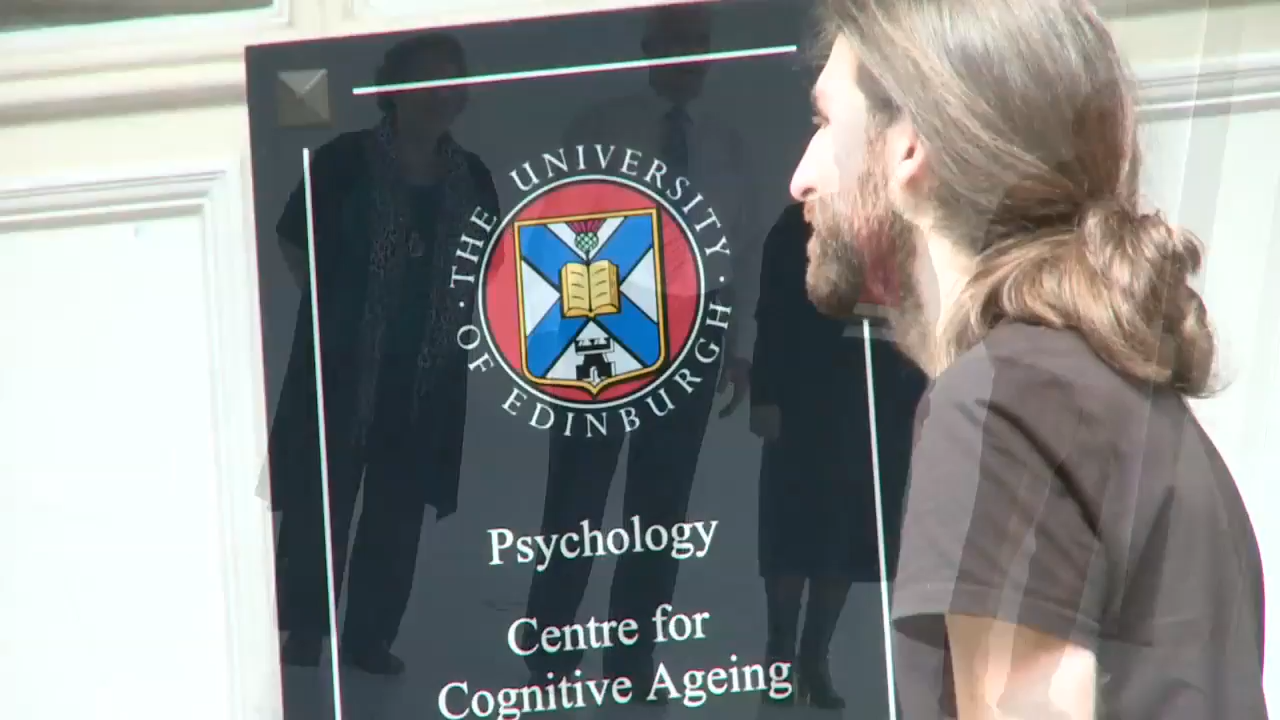 THE UNIVERSITY OF EDINBURGH
Psychology
Centre for
Cognitive Ageing